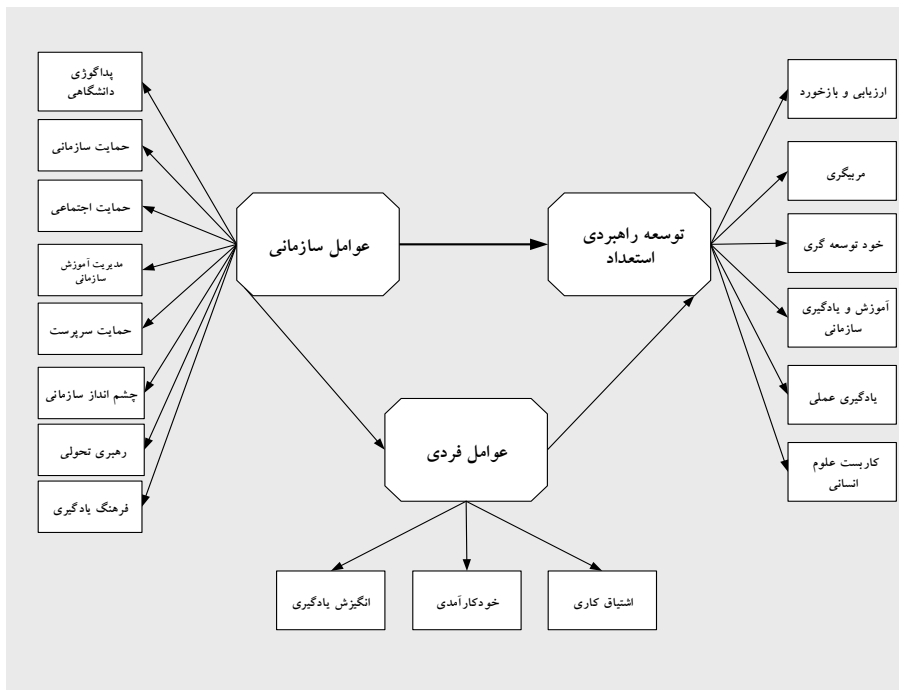 پداگوژی
دانشگاهی
حمایت سازمانی
حمایت اجتماعی
مدیریت آموزش
سازمانی
حمایت سرپرست
چشم انداز سازمانی
رهبری تحولی
فرهنگ یادگیری
عوامل سازمانی
توسعه راهبردی
استعداد
عوامل فردی
انگیزش یادگیری
خودکارآمدی
اشتیاق کاری
ارزیابی و بازخورد
مربیگری
خود توسعه گری
آموزش و یادگیری
سازمانی
یادگیری عملی
کاربست علوم
انسانی